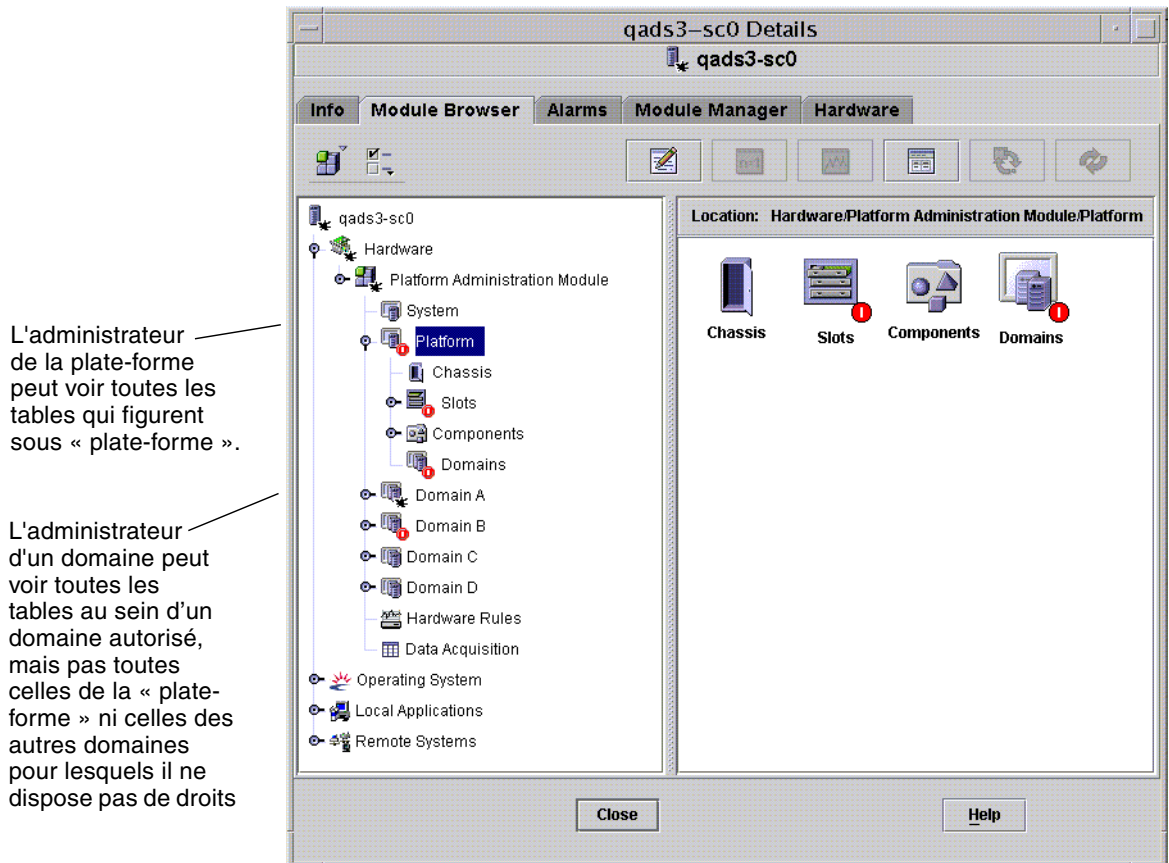 qads3–sc0 Details
qads3-sc0
Info Module Browser Alarms Module Manager Hardware
qads3-sc0
Hardware
Platform Administration Module
System
Platform
Chassis
Slots
Components
Domains
Domain A
Domain B
Domain C
Domain D
Hardware Rules
Data Acquisition
Operating System
Local Applications
Remote Systems
Location: Hardware/Platform Administration Module/Platform
Chassis Slots Components Domains
Close Help
L'administrateur
de la plate-forme
peut voir toutes les
tables qui figurent
sous « plate-forme ».
L'administrateur
d'un domaine peut
voir toutes les
tables au sein d’un
domaine autorisé,
mais pas toutes
celles de la « plate-
forme » ni celles des
autres domaines
pour lesquels il ne
dispose pas de droits